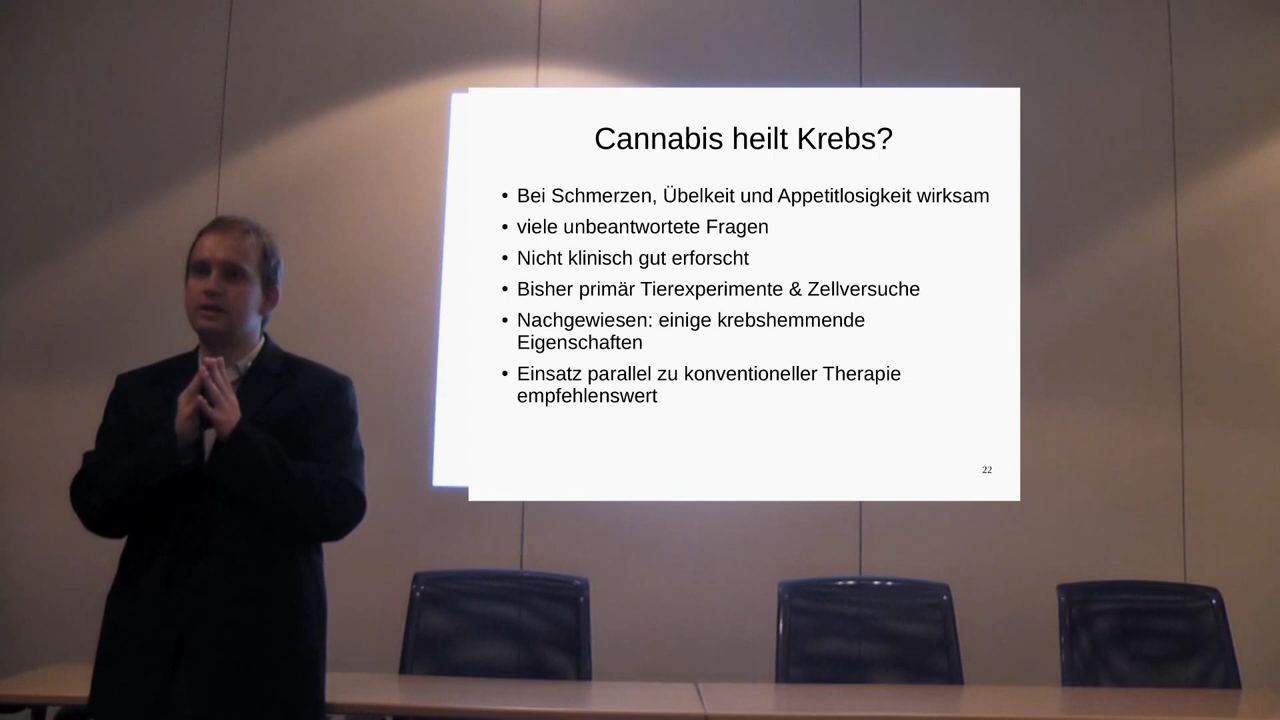 Cannabis heilt Krebs?
• Bei Schmerzen, Übelkeit und Appetitlosigkeit wirksam
• viele unbeantwortete Fragen
• Nicht klinisch gut erforscht
• Bisher primär Tierexperimente & Zellversuche
• Nachgewiesen: einige krebshemmende
Eigenschaften
• Einsatz parallel zu konventioneller Therapie
empfehlenswert
22